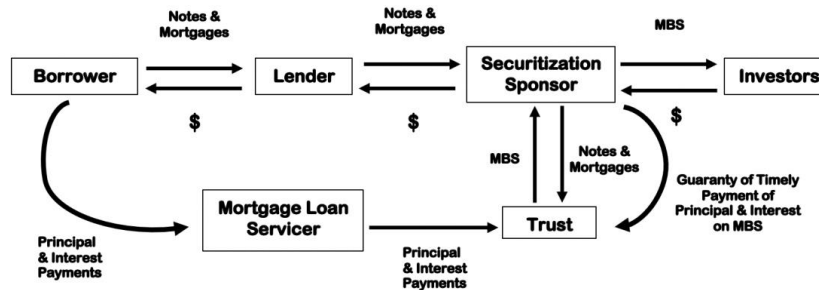 Notes &
Mortgages
Notes &
Mortgages
MBS
Borrower
Lender
Securitization
Sponsor
Investors
$
$
$
MBS
Notes &
Mortgages
Guaranty of Timely
Payment of
Principal & Interest
on MBS
Mortgage Loan
Servicer
Trust
Principal
& Interest
Payments
Principal
& Interest
Payments